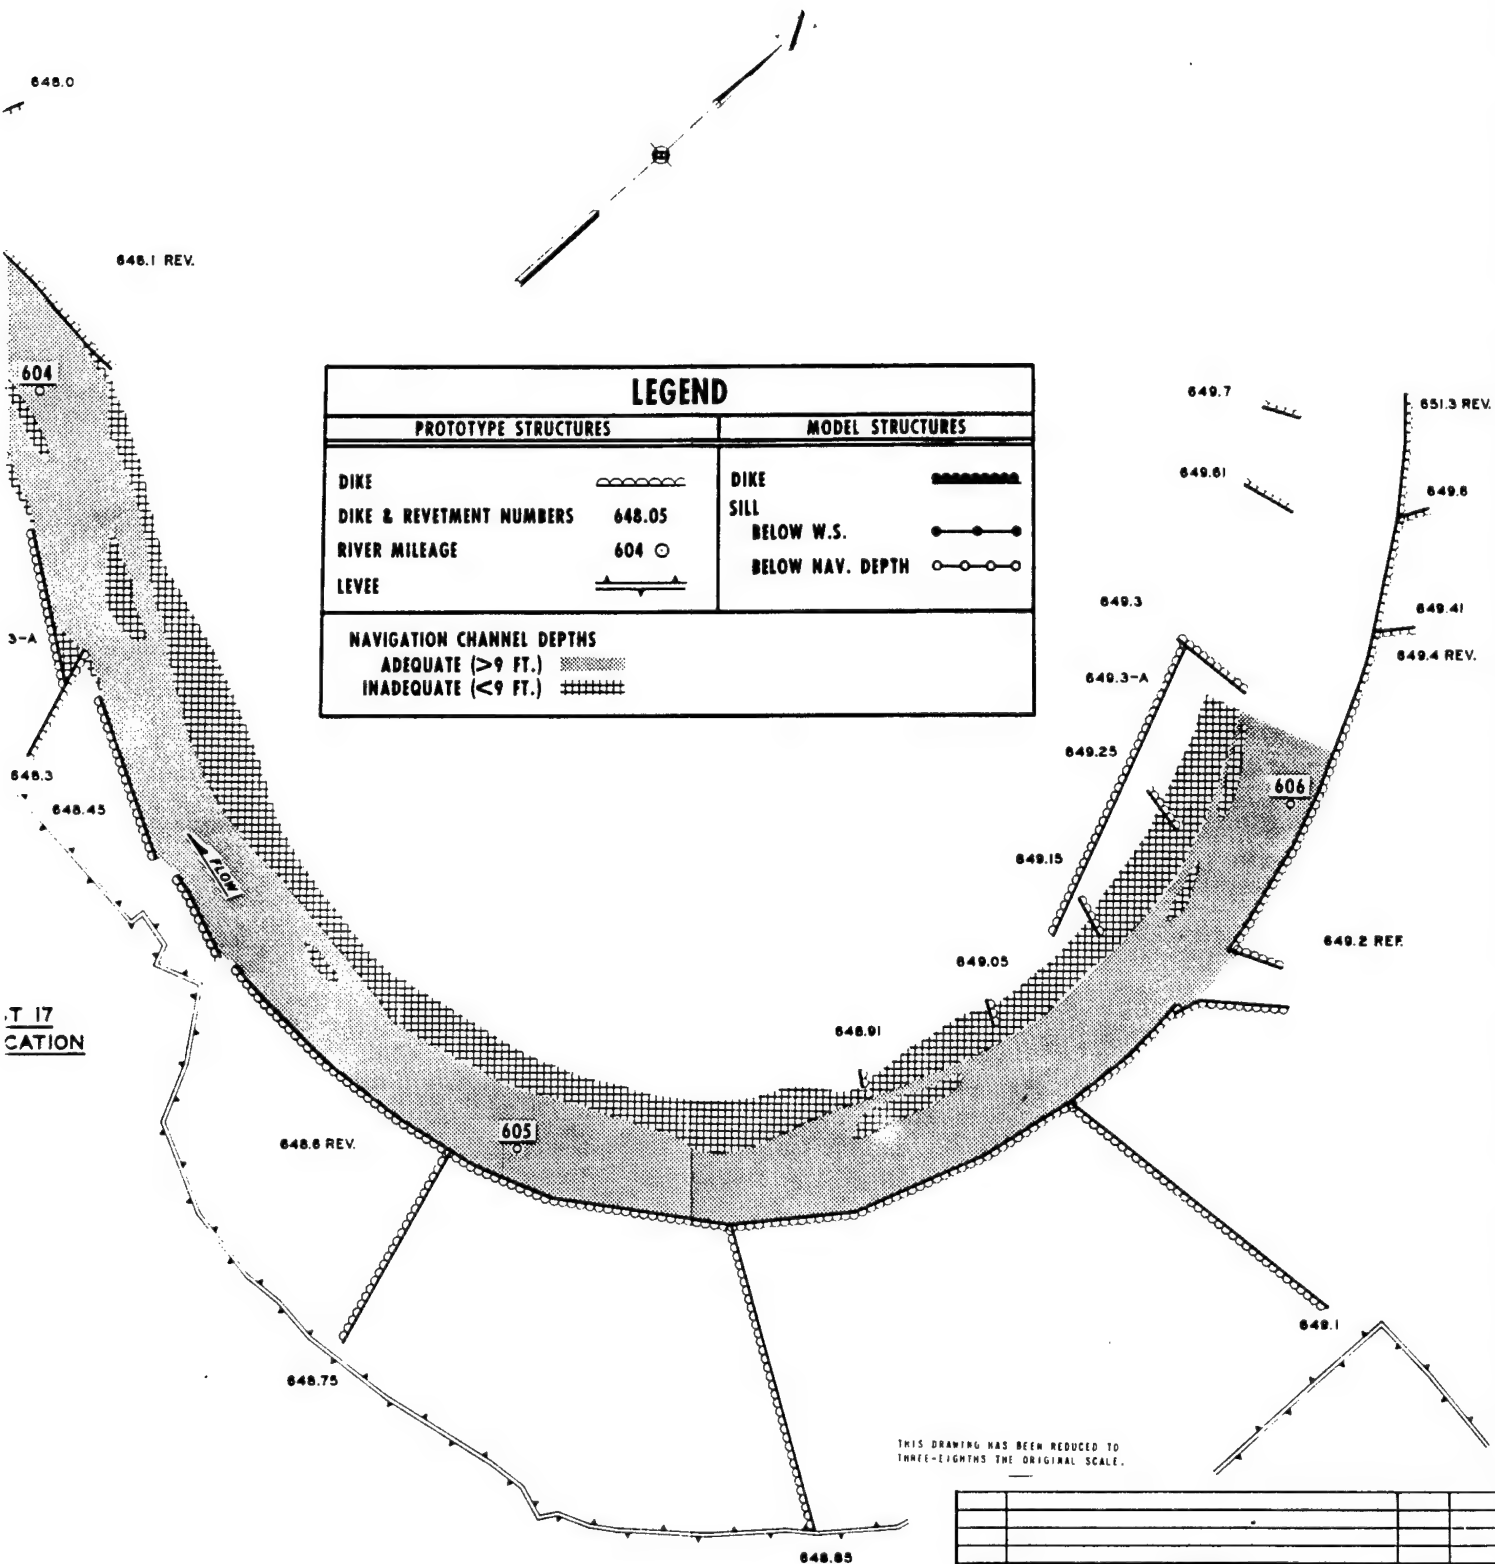 648.0
648.1 REV.
604
LEGEND
PROTOTYPE STRUCTURES
MODEL STRUCTURES
DIKE
DIKE & REVETMENT NUMBERS 648.05
RIVER MILEAGE 604
LEVEE
DIKE
SILL
BELOW W.S.
BELOW NAV. DEPTH
NAVIGATION CHANNEL DEPTHS
ADEQUATE (>9 FT.)
INADEQUATE (<9 FT.)
649.7
651.3 REV.
649.61
649.6
649.3
649.41
649.4 REV.
3-A
649.3-A
649.25
648.3
606
648.45
649.15
FLOW
649.2 REF.
649.05
T 17
CATION
648.91
605
648.6 REV.
649.1
648.75
THIS DRAWING HAS BEEN REDUCED TO
THREE-EIGHTHS THE ORIGINAL SCALE.
648.85